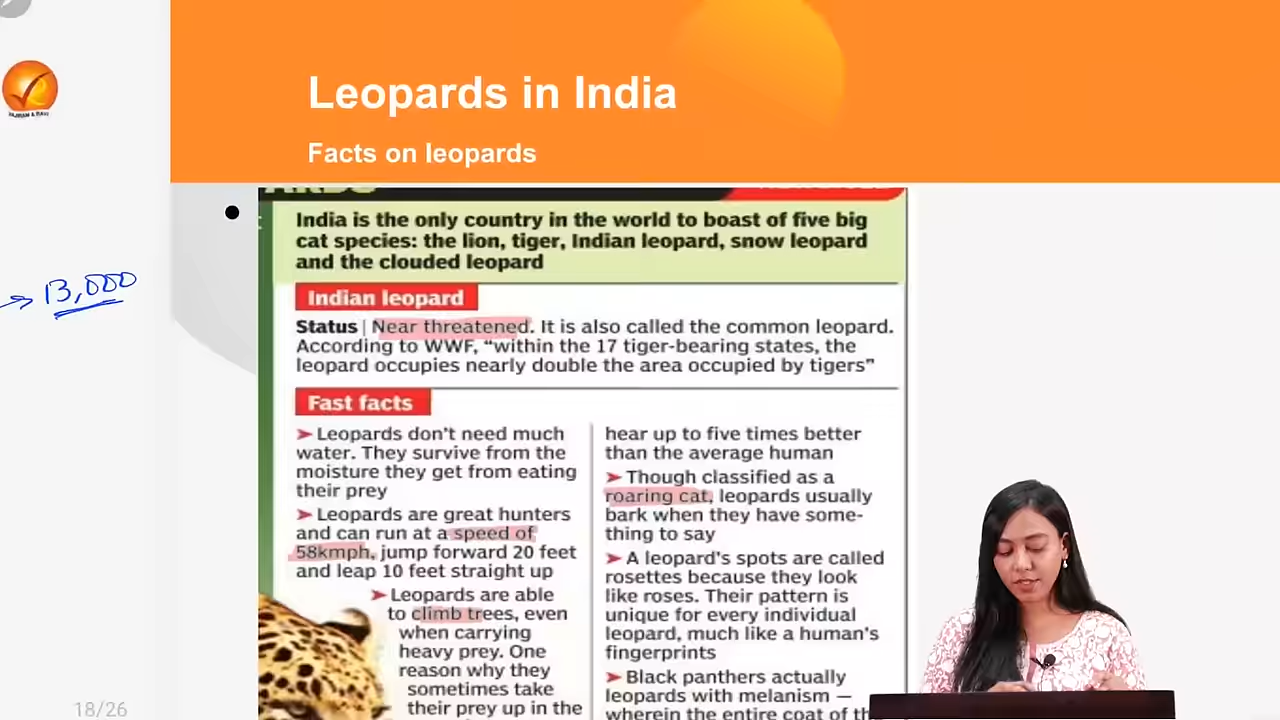 Leopards in India
Facts on leopards
VAJIRAM & RAVI
13,000
India is the only country in the world to boast of five big
cat species: the lion, tiger, Indian leopard, snow leopard
and the clouded leopard
Indian leopard
Status | Near threatened. It is also called the common leopard.
According to WWF, “within the 17 tiger-bearing states, the
leopard occupies nearly double the area occupied by tigers”
Fast facts
➤ Leopards don't need much
water. They survive from the
moisture they get from eating
their prey
➤ Leopards are great hunters
and can run at a speed of
58kmph, jump forward 20 feet
and leap 10 feet straight up
➤ Leopards are able
to climb trees, even
when carrying
heavy prey. One
reason why they
sometimes take
their prey up in the
hear up to five times better
than the average human
➤ Though classified as a
roaring cat, leopards usually
bark when they have some-
thing to say
➤ A leopard's spots are called
rosettes because they look
like roses. Their pattern is
unique for every individual
leopard, much like a human's
fingerprints
➤ Black panthers actually
leopards with melanism —
wherein the entire coat of th
18/26